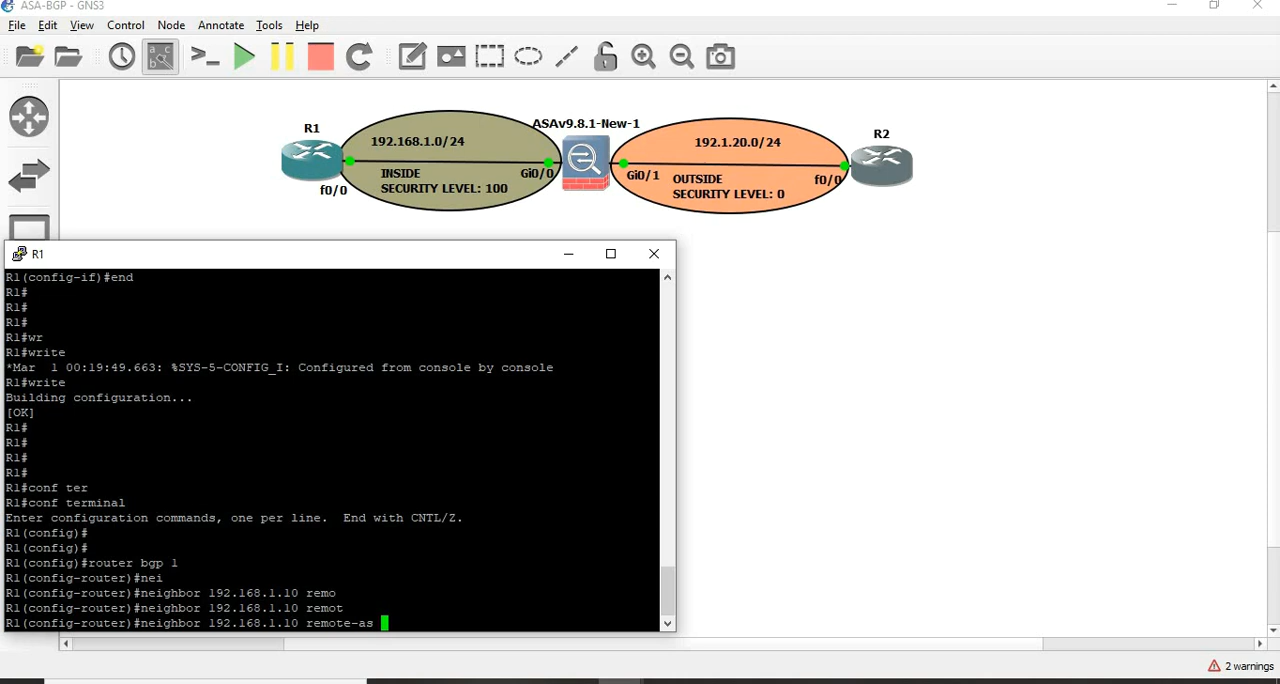 ASA-BGP - GNS3
File Edit View Control Node Annotate Tools Help
R1
192.168.1.0/24
ASAv9.8.1-New-1
192.1.20.0/24
R2
INSIDE
SECURITY LEVEL: 100
f0/0
Gi0/0
Gi0/1
OUTSIDE
SECURITY LEVEL: 0
f0/0
R1
R1(config-if)#end
R1#
R1#
R1#
R1#wr
R1#write
*Mar  1 00:19:49.663: %SYS-5-CONFIG_I: Configured from console by console
R1#write
Building configuration...
[OK]
R1#
R1#
R1#
R1#
R1#conf ter
R1#conf terminal
Enter configuration commands, one per line.  End with CNTL/Z.
R1(config)#
R1(config)#
R1(config)#router bgp 1
R1(config-router)#nei
R1(config-router)#neighbor 192.168.1.10 remo
R1(config-router)#neighbor 192.168.1.10 remot
R1(config-router)#neighbor 192.168.1.10 remote-as
2 warnings